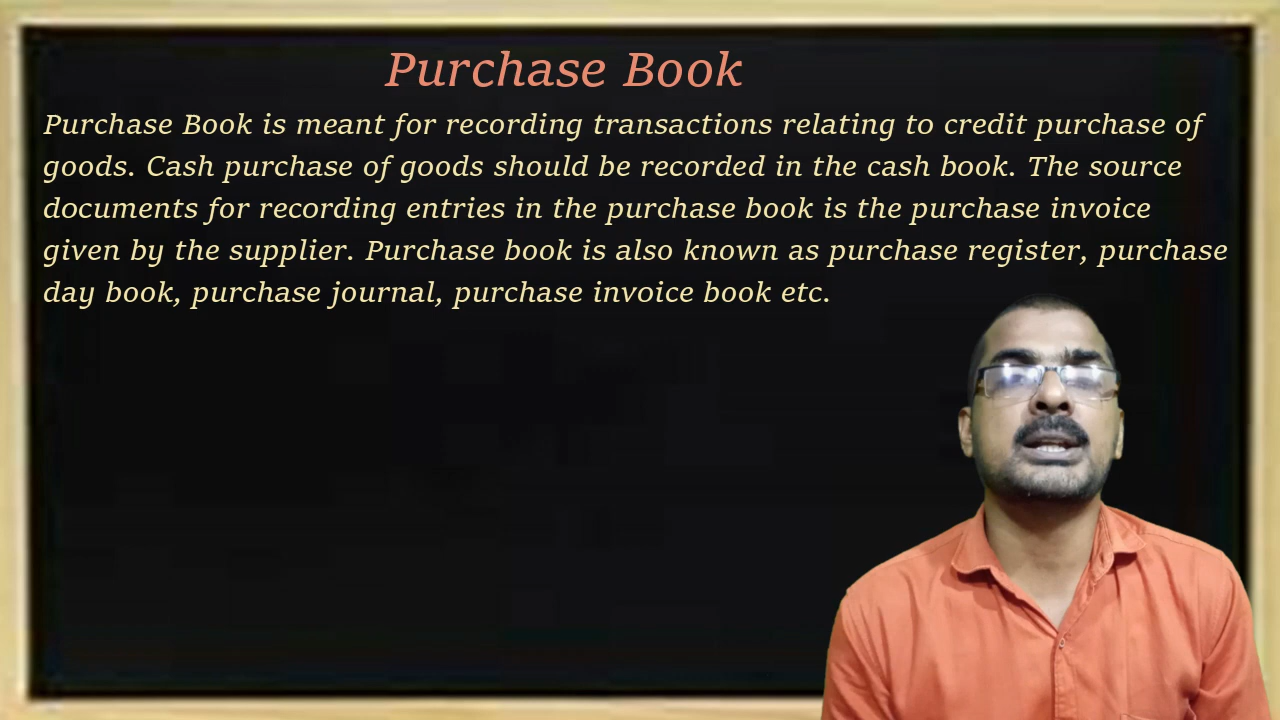 Purchase Book
Purchase Book is meant for recording transactions relating to credit purchase of
goods. Cash purchase of goods should be recorded in the cash book. The source
documents for recording entries in the purchase book is the purchase invoice
given by the supplier. Purchase book is also known as purchase register, purchase
day book, purchase journal, purchase invoice book etc.